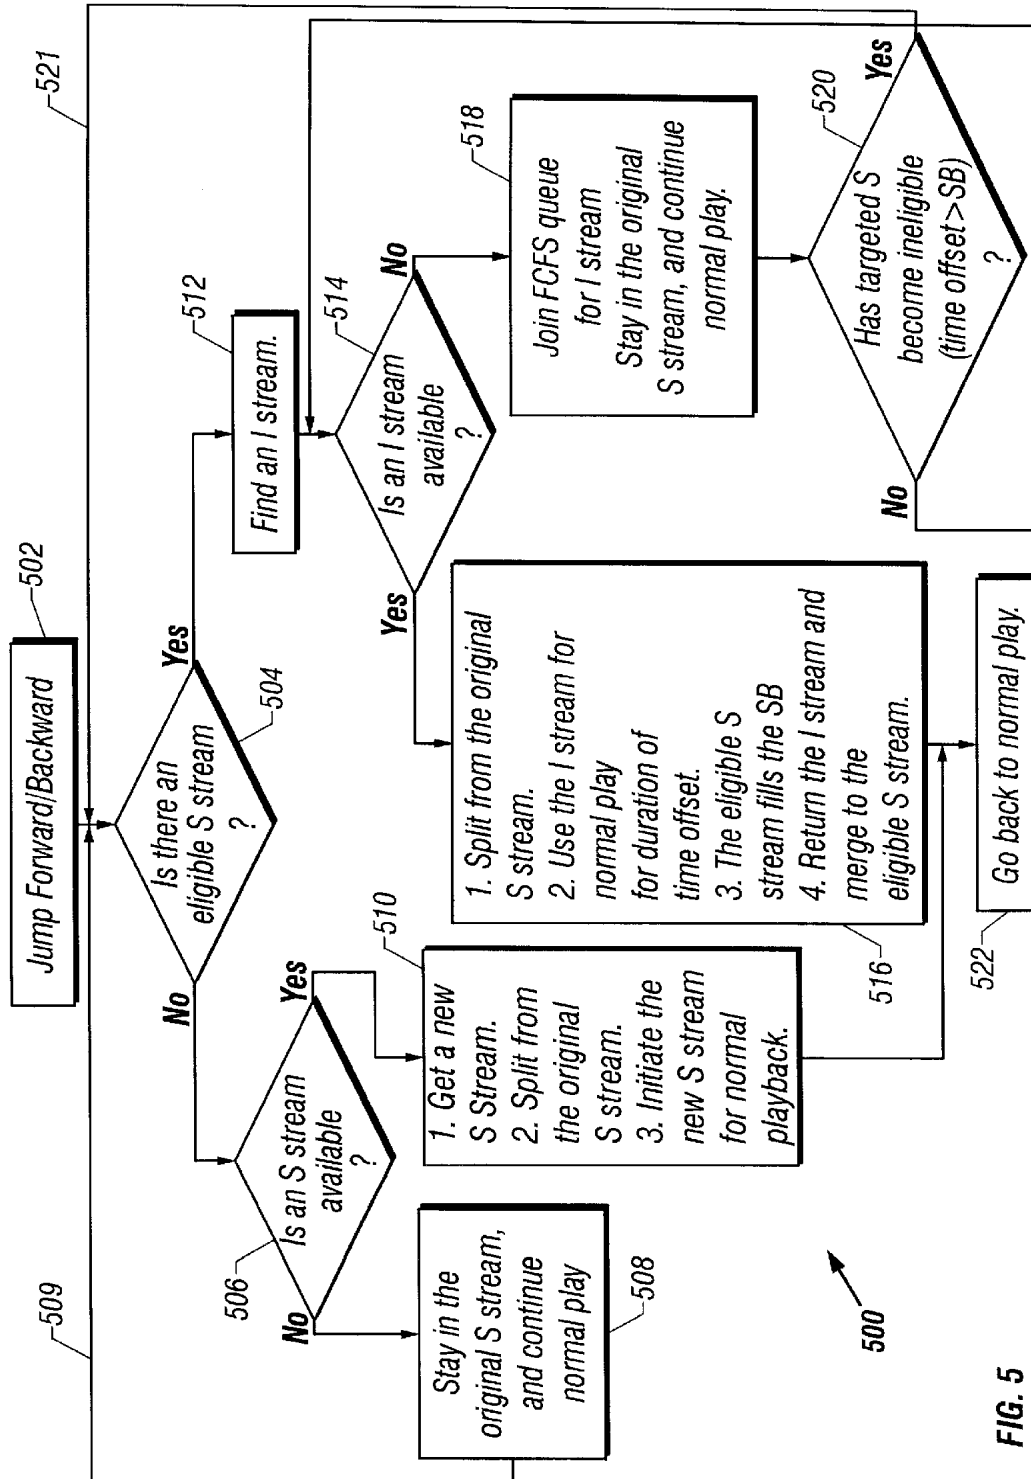 502
Jump Forward/Backward
509
521
Is there an
eligible S stream
?
504
No
Yes
506
Is an S stream
available
?
No
Yes
512
Find an I stream.
514
Is an I stream
available
?
Yes
No
Stay in the
original S stream,
and continue
normal play
508
510
1. Get a new
S Stream.
2. Split from
the original
S stream.
3. Initiate the
new S stream
for normal
playback.
1. Split from the original
S stream.
2. Use the I stream for
normal play
for duration of
time offset.
3. The eligible S
stream fills the SB
4. Return the I stream and
merge to the
eligible S stream.
516
518
Join FCFS queue
for I stream
Stay in the original
S stream, and continue
normal play.
520
Has targeted S
become ineligible
(time offset>SB)
?
No
Yes
522
Go back to normal play.
500
FIG. 5